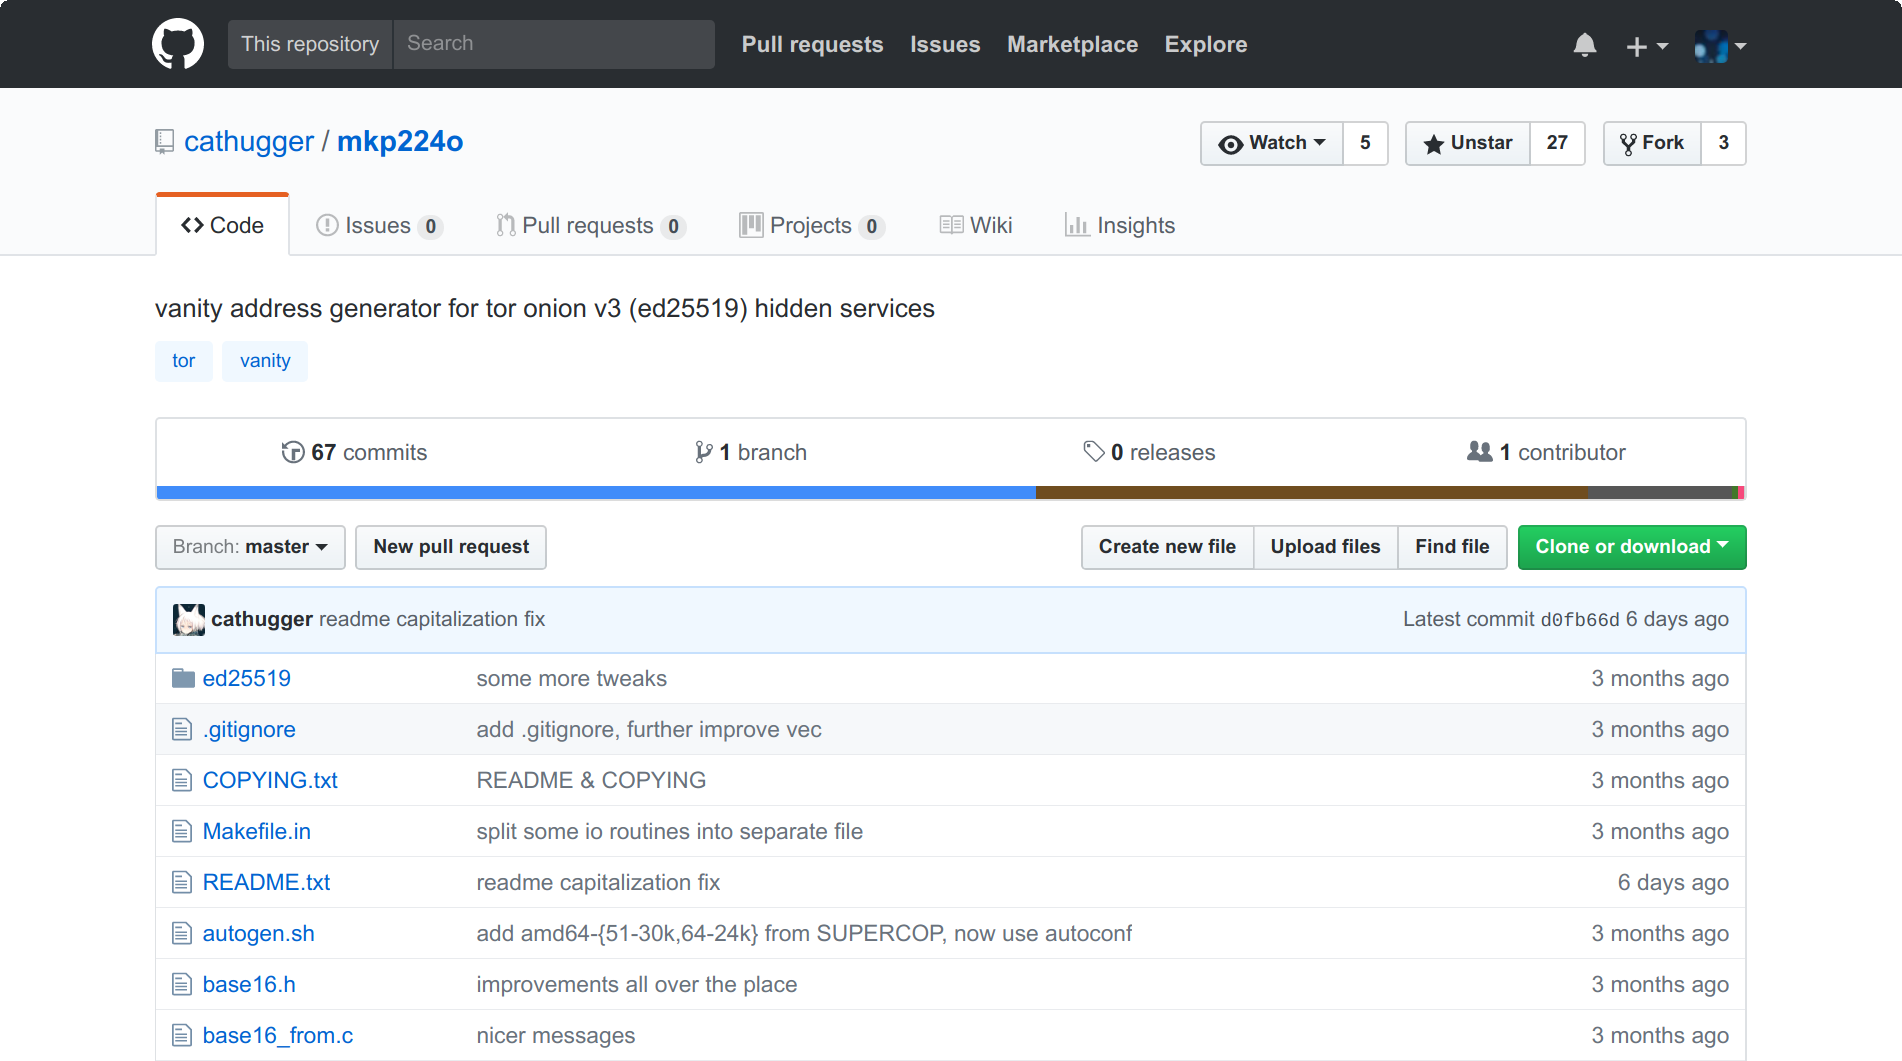 This repository Search Pull requests Issues Marketplace Explore
cathugger / mkp224o Watch 5 Unstar 27 Fork 3
Code Issues 0 Pull requests 0 Projects 0 Wiki Insights
vanity address generator for tor onion v3 (ed25519) hidden services
tor vanity
67 commits 1 branch 0 releases 1 contributor
Branch: master New pull request Create new file Upload files Find file Clone or download
cathugger readme capitalization fix Latest commit d0fb66d 6 days ago
ed25519 some more tweaks 3 months ago
.gitignore add .gitignore, further improve vec 3 months ago
COPYING.txt README & COPYING 3 months ago
Makefile.in split some io routines into separate file 3 months ago
README.txt readme capitalization fix 6 days ago
autogen.sh add amd64-{51-30k,64-24k} from SUPERCOP, now use autoconf 3 months ago
base16.h improvements all over the place 3 months ago
base16_from.c nicer messages 3 months ago